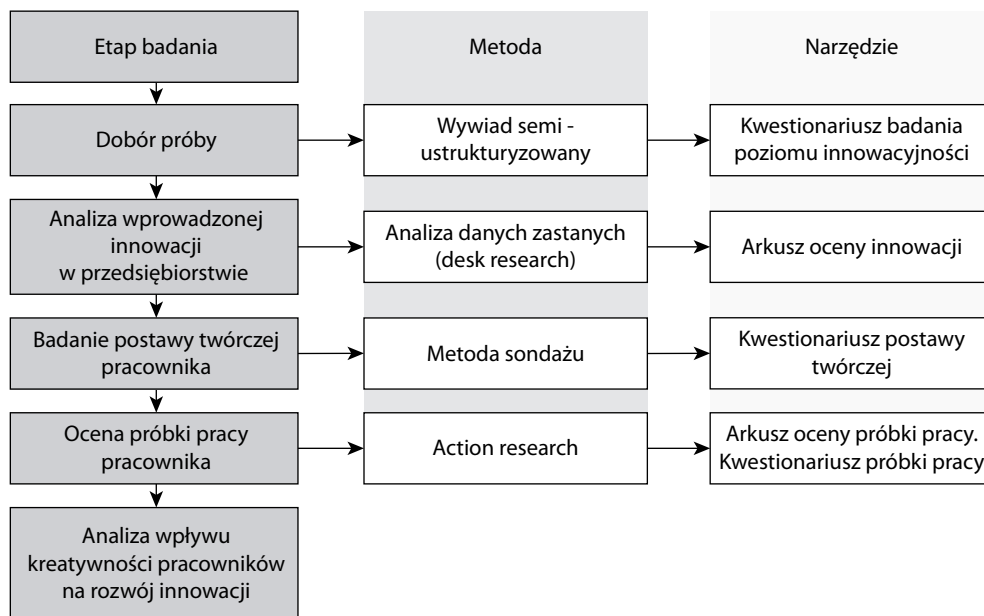 Etap badania
Metoda
Narzędzie
Dobór próby
Wywiad semi -
ustrukturyzowany
Kwestionariusz badania
poziomu innowacyjności
Analiza wprowadzonej
innowacji
w przedsiębiorstwie
Analiza danych zastanych
(desk research)
Arkusz oceny innowacji
Badanie postawy twórczej
pracownika
Metoda sondażu
Kwestionariusz postawy
twórczej
Ocena próbki pracy
pracownika
Action research
Arkusz oceny próbki pracy.
Kwestionariusz próbki pracy
Analiza wpływu
kreatywności pracowników
na rozwój innowacji